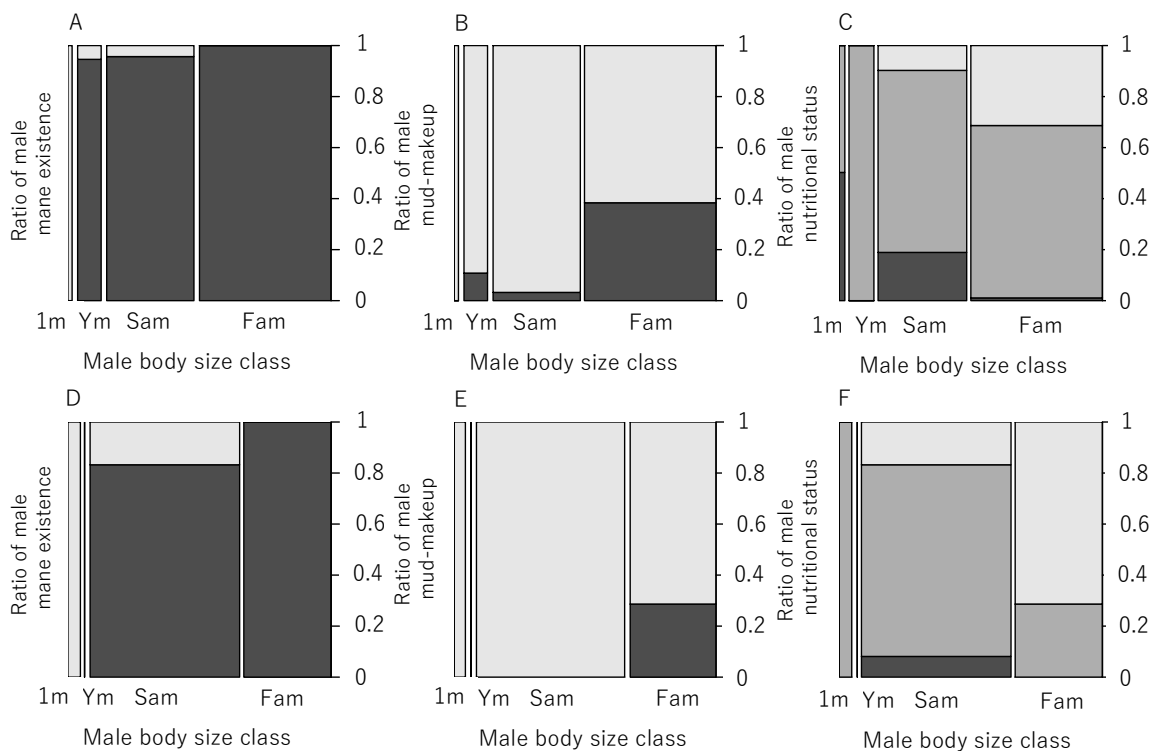 A
Ratio of male
mane existence
1
0.8
0.6
0.4
0.2
0
1m Ym Sam Fam
Male body size class
B
Ratio of male
mud-makeup
1
0.8
0.6
0.4
0.2
0
1m Ym Sam Fam
Male body size class
C
Ratio of male
nutritional status
1
0.8
0.6
0.4
0.2
0
1m Ym Sam Fam
Male body size class
D
Ratio of male
mane existence
1
0.8
0.6
0.4
0.2
0
1m Ym Sam Fam
Male body size class
E
Ratio of male
mud-makeup
1
0.8
0.6
0.4
0.2
0
1m Ym Sam Fam
Male body size class
F
Ratio of male
nutritional status
1
0.8
0.6
0.4
0.2
0
1m Ym Sam Fam
Male body size class